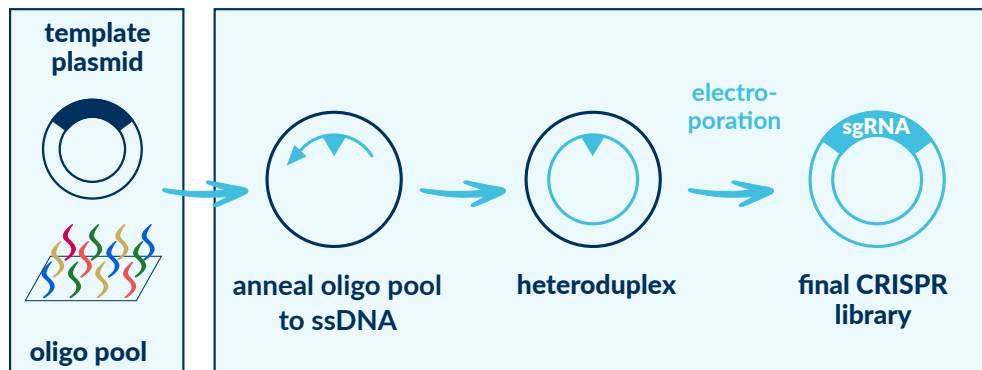 template
plasmid
oligo pool
anneal oligo pool
to ssDNA
heteroduplex
electro-
poration
sgRNA
final CRISPR
library